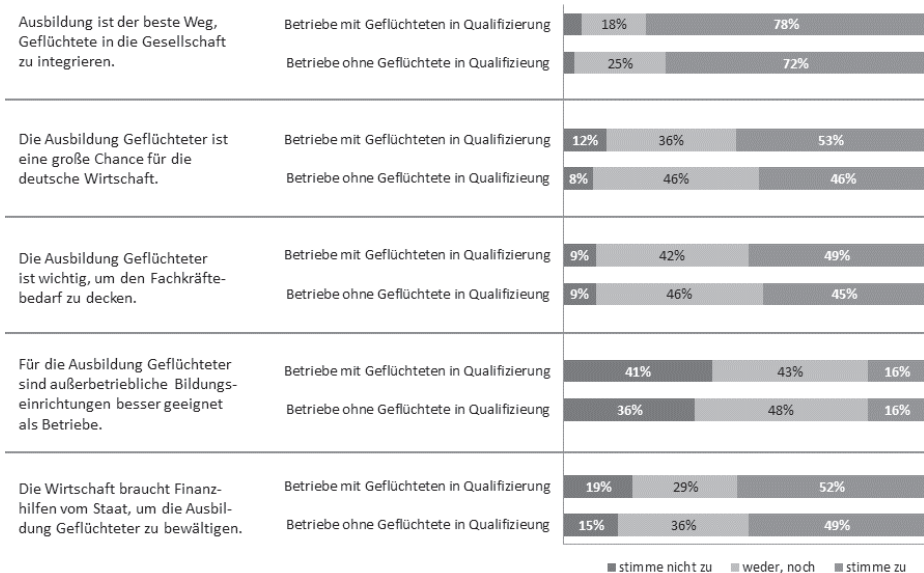 Ausbildung ist der beste Weg,
Geflüchtete in die Gesellschaft
zu integrieren.
Betriebe mit Geflüchteten in Qualifizierung
18%
78%
Betriebe ohne Geflüchtete in Qualifizierung
25%
72%
Die Ausbildung Geflüchteter ist
eine große Chance für die
deutsche Wirtschaft.
Betriebe mit Geflüchteten in Qualifizierung
12%
36%
53%
Betriebe ohne Geflüchtete in Qualifizierung
8%
46%
46%
Die Ausbildung Geflüchteter
ist wichtig, um den Fachkräfte-
bedarf zu decken.
Betriebe mit Geflüchteten in Qualifizierung
9%
42%
49%
Betriebe ohne Geflüchtete in Qualifizierung
9%
46%
45%
Für die Ausbildung Geflüchteter
sind außerbetriebliche Bildungs-
einrichtungen besser geeignet
als Betriebe.
Betriebe mit Geflüchteten in Qualifizierung
41%
43%
16%
Betriebe ohne Geflüchtete in Qualifizierung
36%
48%
16%
Die Wirtschaft braucht Finanz-
hilfen vom Staat, um die Ausbil-
dung Geflüchteter zu bewältigen.
Betriebe mit Geflüchteten in Qualifizierung
19%
29%
52%
Betriebe ohne Geflüchtete in Qualifizierung
15%
36%
49%
stimme nicht zu
weder, noch
stimme zu